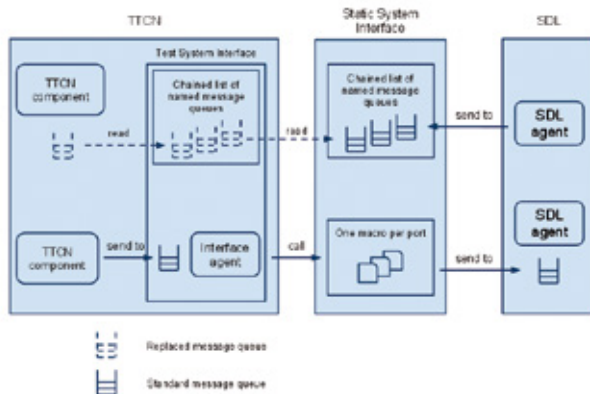 TTCN
Static System
Interface
SDL
Test System Interface
TTCN
component
Chained list of
named message
queues
Chained list of
named message
queues
read
read
send to
SDL
agent
TTCN
component
send to
Interface
agent
call
One macro per port
send to
SDL
agent
Replaced message queue
Standard message queue